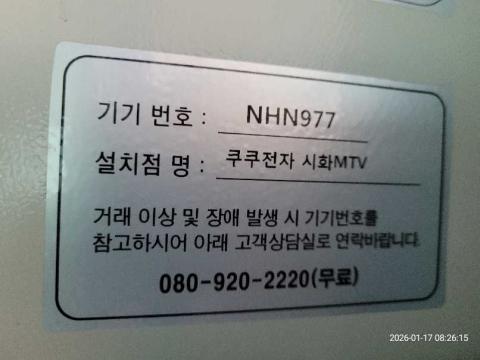 기기 번호 : NHN977
설치점 명 : 쿠쿠전자 시화MTV
거래 이상 및 장애 발생 시 기기번호를
참고하시어 아래 고객상담실로 연락바랍니다.
080-920-2220(무료)
2026-01-17 08:26:15